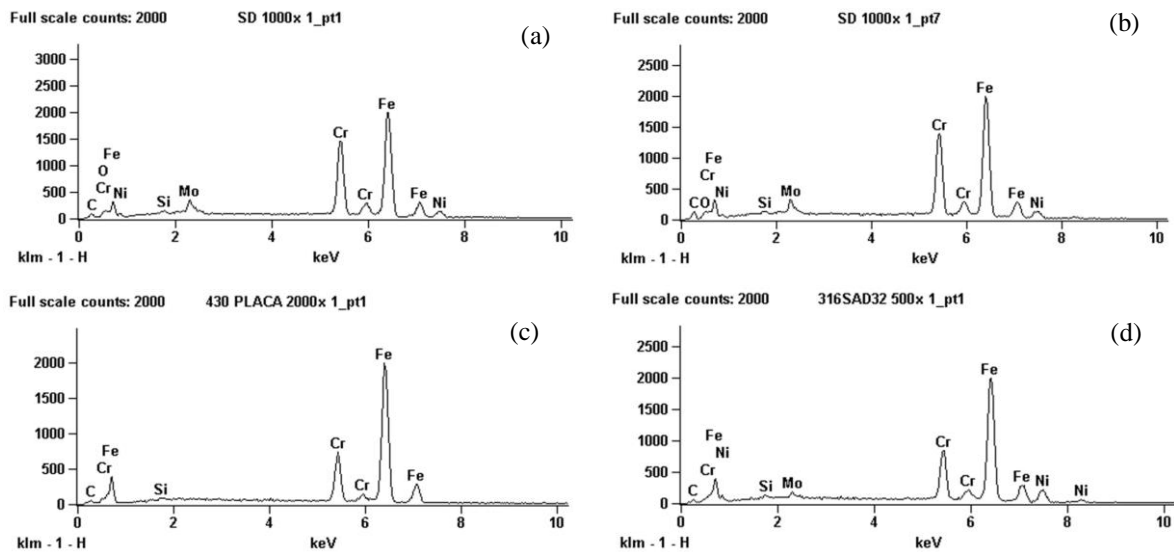 Full scale counts: 2000 SD 1000x 1_pt1
(a)
3000
2500
2000
1500
1000
500
0
C
O
Cr
Fe
Ni
Si
Mo
Cr
Cr
Fe
Fe
Ni
0 2 4 6 8 10
klm - 1 - H keV
Full scale counts: 2000 SD 1000x 1_pt7
(b)
2500
2000
1500
1000
500
0
C O
Cr
Fe
Ni
Si
Mo
Cr
Cr
Fe
Fe
Ni
0 2 4 6 8 10
klm - 1 - H keV
Full scale counts: 2000 430 PLACA 2000x 1_pt1
(c)
2000
1500
1000
500
0
C
Cr
Fe
Si
Cr
Cr
Fe
Fe
0 2 4 6 8 10
klm - 1 - H keV
Full scale counts: 2000 316SAD32 500x 1_pt1
(d)
2500
2000
1500
1000
500
0
C
Cr
Fe
Ni
Si
Mo
Cr
Cr
Fe
Fe
Ni
Ni
0 2 4 6 8 10
klm - 1 - H keV